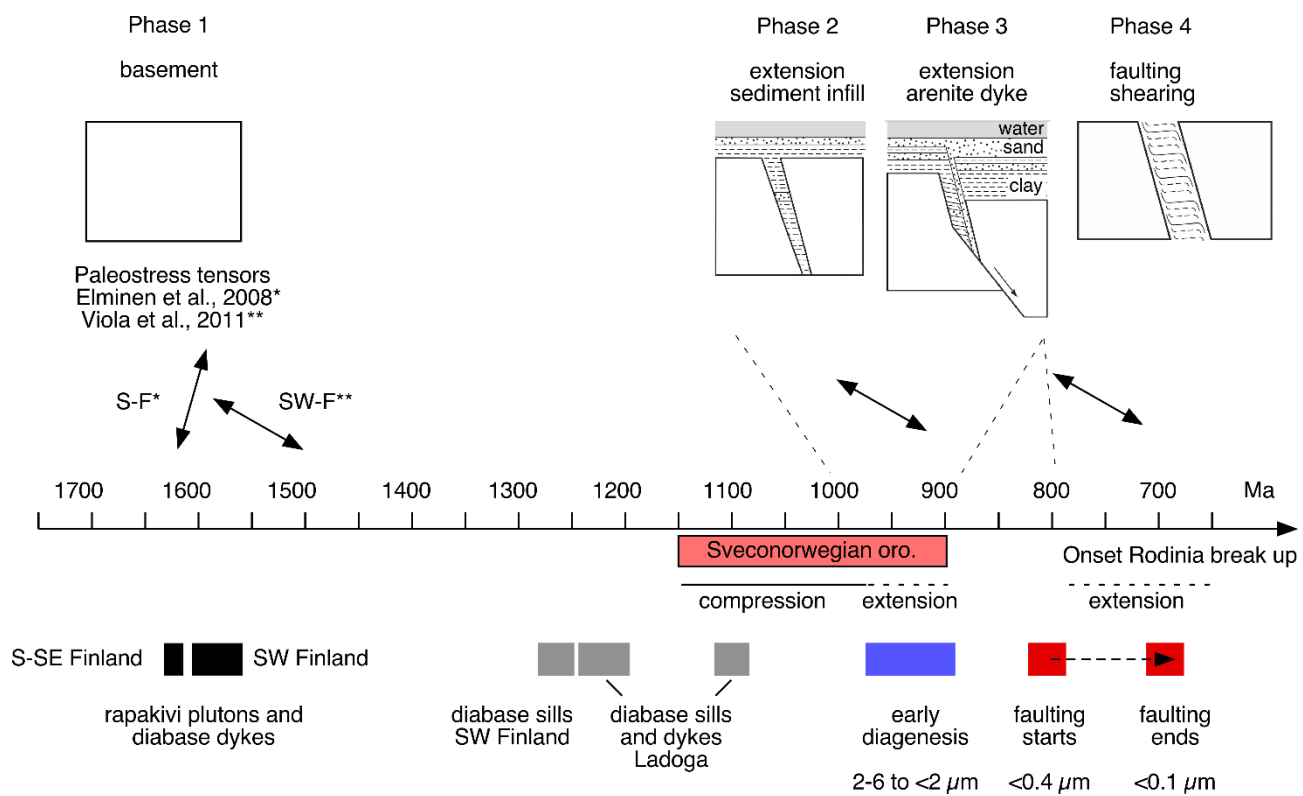 Phase 1
basement
Phase 2
extension
sediment infill
Phase 3
extension
arenite dyke
Phase 4
faulting
shearing
water
sand
clay
Paleostress tensors
Elminen et al., 2008*
Viola et al., 2011**
S-F*
SW-F**
1700 1600 1500 1400 1300 1200 1100 1000 900 800 700 Ma
Sveconorwegian oro.
Onset Rodinia break up
compression
extension
extension
S-SE Finland
SW Finland
rapakivi plutons and
diabase dykes
diabase sills
SW Finland
diabase sills
and dykes
Ladoga
early
diagenesis
2-6 to <2 µm
faulting
starts
<0.4 µm
faulting
ends
<0.1 µm